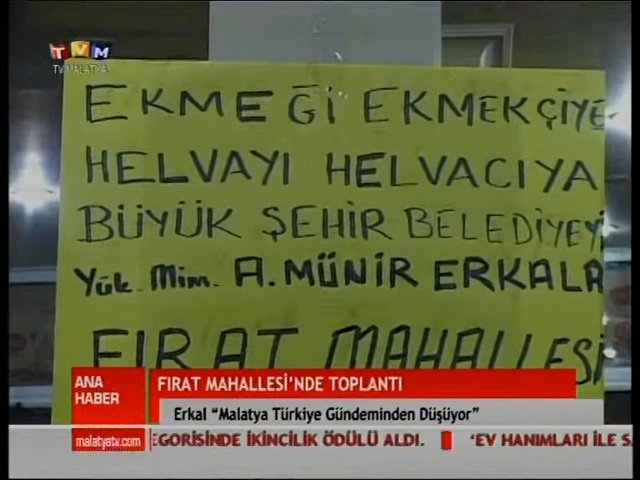 TVM
TV MALATYA
EKMEĞİ EKMEKÇİYE
HELVAYI HELVACIYA
BÜYÜK ŞEHİR BELEDİYEYİ
Yük. Mim. A. MÜNİR ERKALA
FIRAT MAHALLESİ
ANA HABER
FIRAT MAHALLESİ'NDE TOPLANTI
Erkal "Malatya Türkiye Gündeminden Düşüyor"
malatyatv.com EGORİSİNDE İKİNCİLİK ÖDÜLÜ ALDI. 'EV HANIMLARI İLE